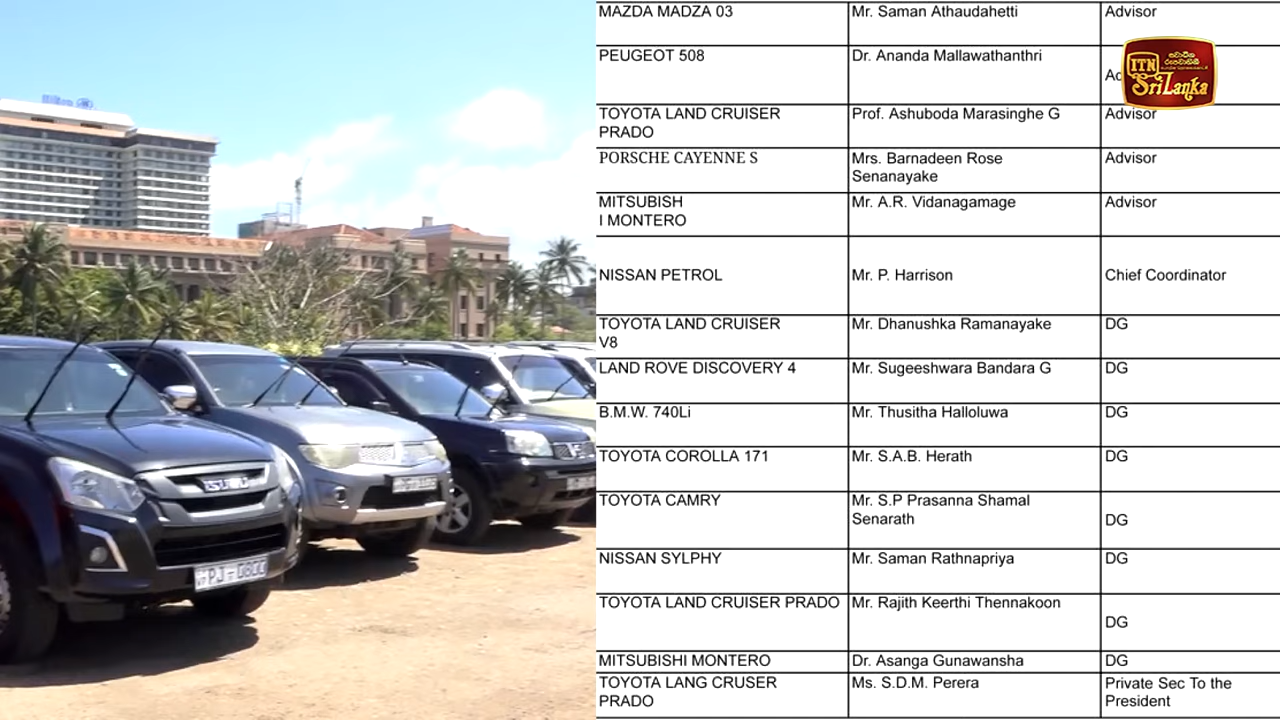 Hilton
ISUZU
PJ-0800
MAZDA MADZA 03 Mr. Saman Athaudahetti Advisor
PEUGEOT 508 Dr. Ananda Mallawathanthri
ITN
SriLanka
TOYOTA LAND CRUISER Prof. Ashuboda Marasinghe G Advisor
PRADO
PORSCHE CAYENNE S Mrs. Barnadeen Rose Advisor
Senanayake
MITSUBISH Mr. A.R. Vidanagamage Advisor
I MONTERO
NISSAN PETROL Mr. P. Harrison Chief Coordinator
TOYOTA LAND CRUISER Mr. Dhanushka Ramanayake DG
V8
LAND ROVE DISCOVERY 4 Mr. Sugeeshwara Bandara G DG
B.M.W. 740Li Mr. Thusitha Halloluwa DG
TOYOTA COROLLA 171 Mr. S.A.B. Herath DG
TOYOTA CAMRY Mr. S.P Prasanna Shamal
Senarath DG
NISSAN SYLPHY Mr. Saman Rathnapriya DG
TOYOTA LAND CRUISER PRADO Mr. Rajith Keerthi Thennakoon
DG
MITSUBISHI MONTERO Dr. Asanga Gunawansha DG
TOYOTA LANG CRUSER Ms. S.D.M. Perera Private Sec To the
PRADO President